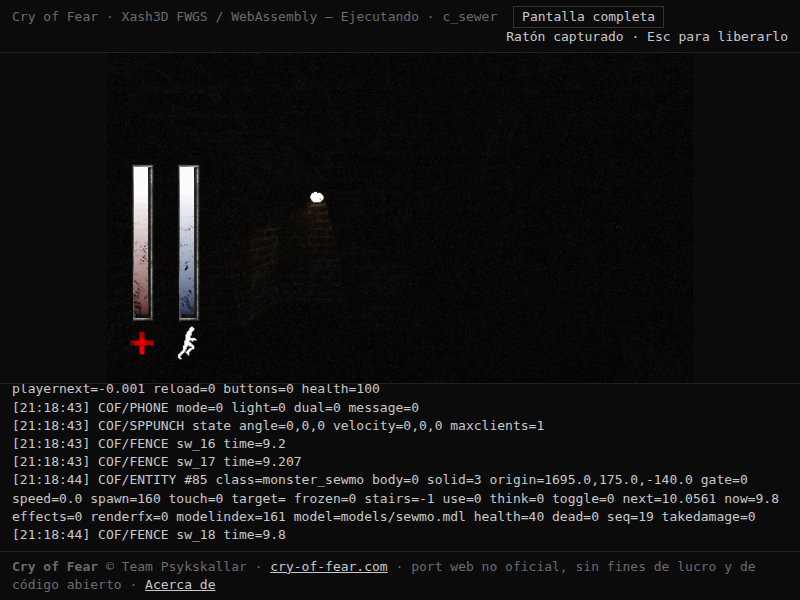 Cry of Fear · Xash3D FWGS / WebAssembly — Ejecutando · c_sewer Pantalla completa
Ratón capturado · Esc para liberarlo
playernext=-0.001 reload=0 buttons=0 health=100
[21:18:43] COF/PHONE mode=0 light=0 dual=0 message=0
[21:18:43] COF/SPPUNCH state angle=0,0,0 velocity=0,0,0 maxclients=1
[21:18:43] COF/FENCE sw_16 time=9.2
[21:18:43] COF/FENCE sw_17 time=9.207
[21:18:44] COF/ENTITY #85 class=monster_sewmo body=0 solid=3 origin=1695.0,175.0,-140.0 gate=0
speed=0.0 spawn=160 touch=0 target= frozen=0 stairs=-1 use=0 think=0 toggle=0 next=10.0561 now=9.8
effects=0 renderfx=0 modelindex=161 model=models/sewmo.mdl health=40 dead=0 seq=19 takedamage=0
[21:18:44] COF/FENCE sw_18 time=9.8
Cry of Fear © Team Psykskallar · cry-of-fear.com · port web no oficial, sin fines de lucro y de
código abierto · Acerca de